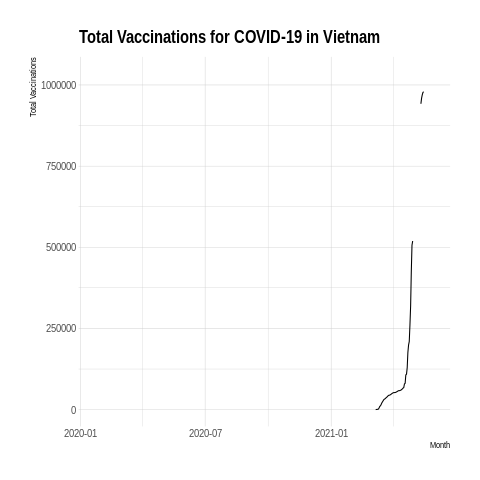 Total Vaccinations for COVID-19 in Vietnam
Total Vaccinations
1000000
750000
500000
250000
0
2020-01
2020-07
2021-01
Month